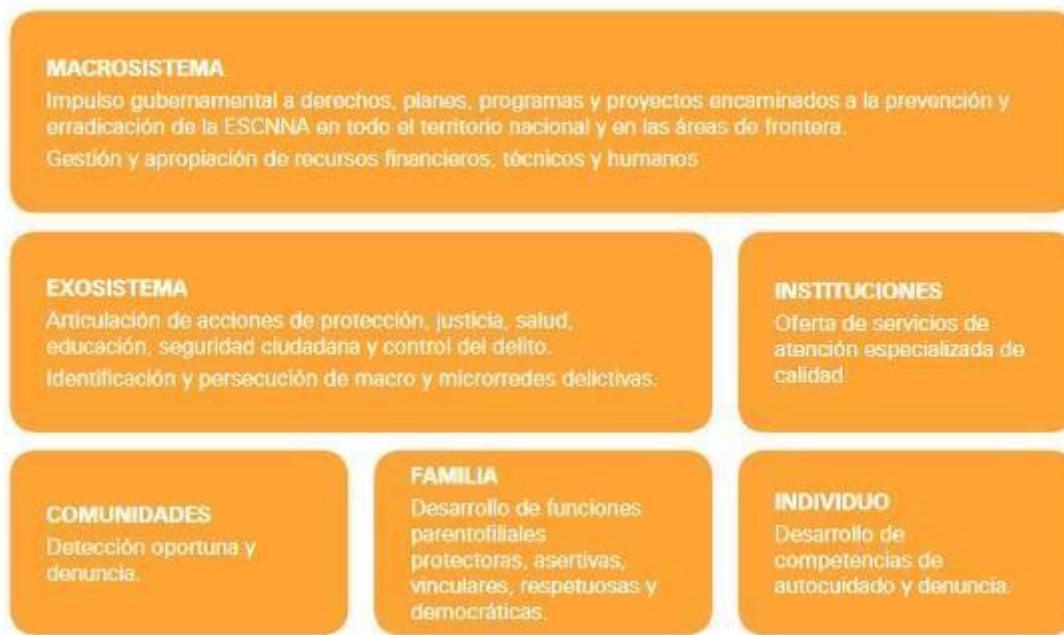 MACROSISTEMA
Impulso gubernamental a derechos, planes, programas y proyectos encaminados a la prevención y
erradicación de la ESCNNA en todo el territorio nacional y en las áreas de frontera.
Gestión y apropiación de recursos financieros, técnicos y humanos
EXOSISTEMA
Articulación de acciones de protección, justicia, salud,
educación, seguridad ciudadana y control del delito.
Identificación y persecución de macro y microrredes delictivas.
INSTITUCIONES
Oferta de servicios de
atención especializada de
calidad.
COMUNIDADES
Detección oportuna y
denuncia.
FAMILIA
Desarrollo de funciones
parentofiliales
protectoras, asertivas,
vinculares, respetuosas y
democráticas.
INDIVIDUO
Desarrollo de
competencias de
autocuidado y denuncia.